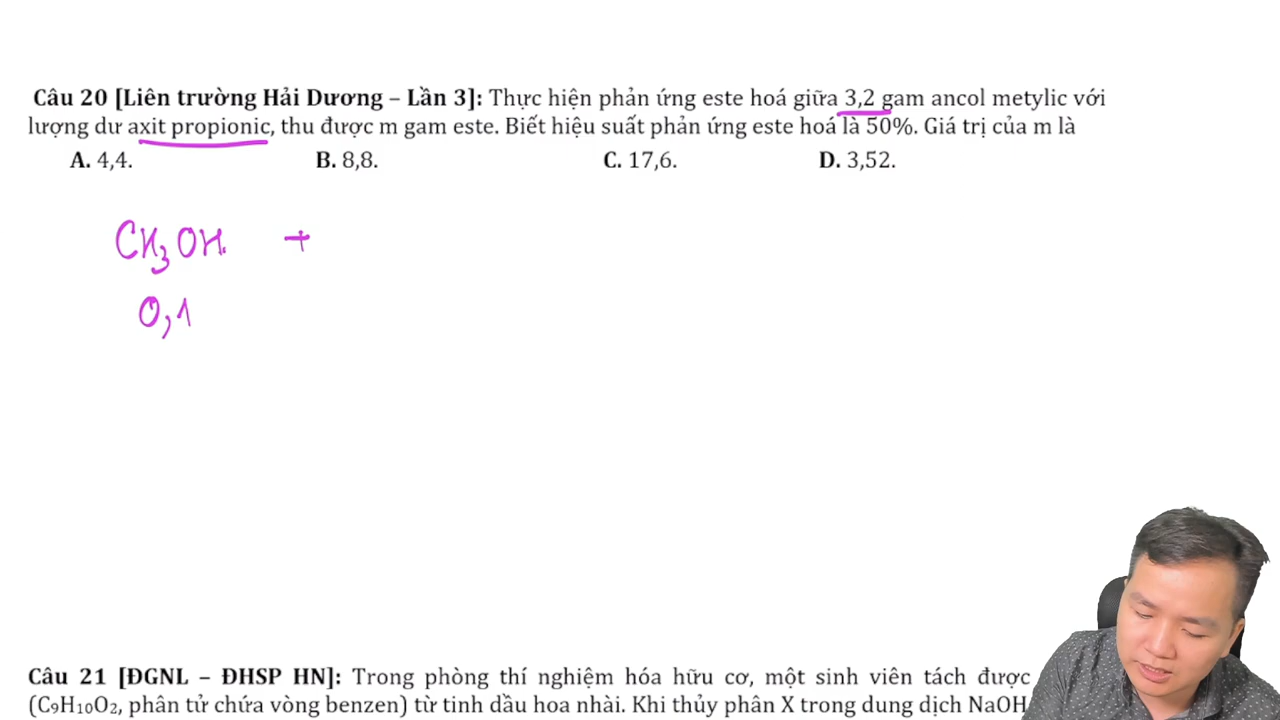 Câu 20 [Liên trường Hải Dương – Lần 3]: Thực hiện phản ứng este hoá giữa 3,2 gam ancol metylic với
lượng dư axit propionic, thu được m gam este. Biết hiệu suất phản ứng este hoá là 50%. Giá trị của m là
A. 4,4. B. 8,8. C. 17,6. D. 3,52.
CH₃OH +
0,1
Câu 21 [ĐGNL – ĐHSP HN]: Trong phòng thí nghiệm hóa hữu cơ, một sinh viên tách được
(C₉H₁₀O₂, phân tử chứa vòng benzen) từ tinh dầu hoa nhài. Khi thủy phân X trong dung dịch NaOH